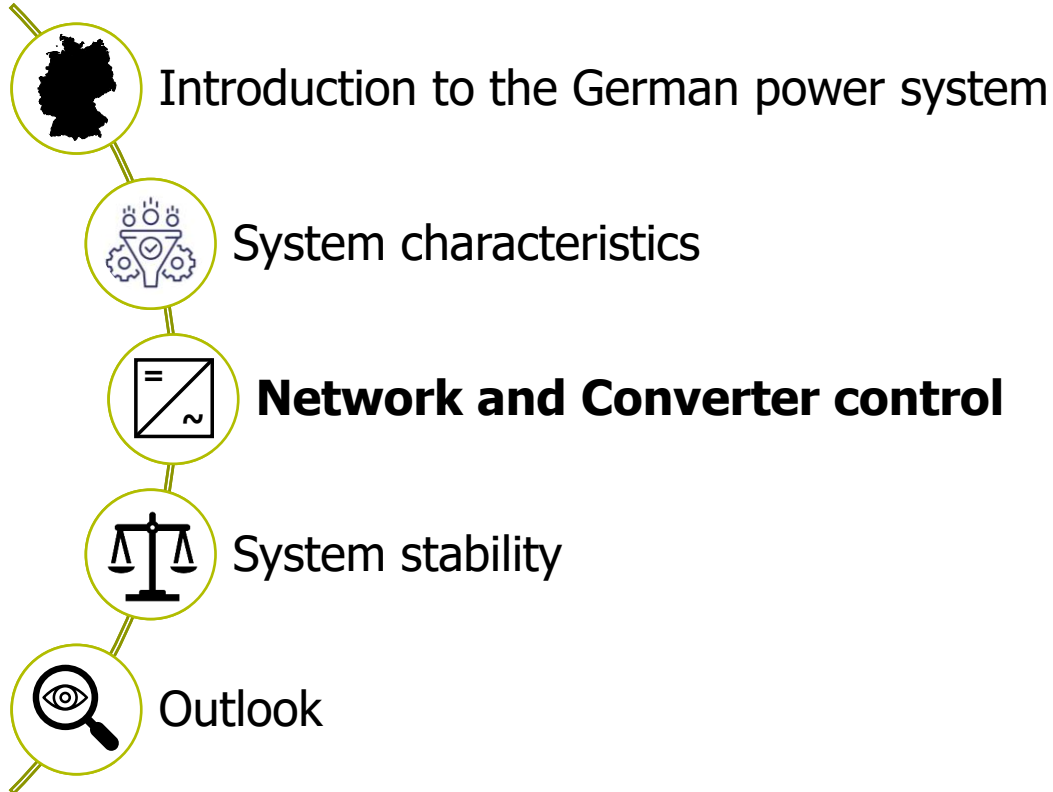 Introduction to the German power system
System characteristics
=
~
Network and Converter control
System stability
Outlook